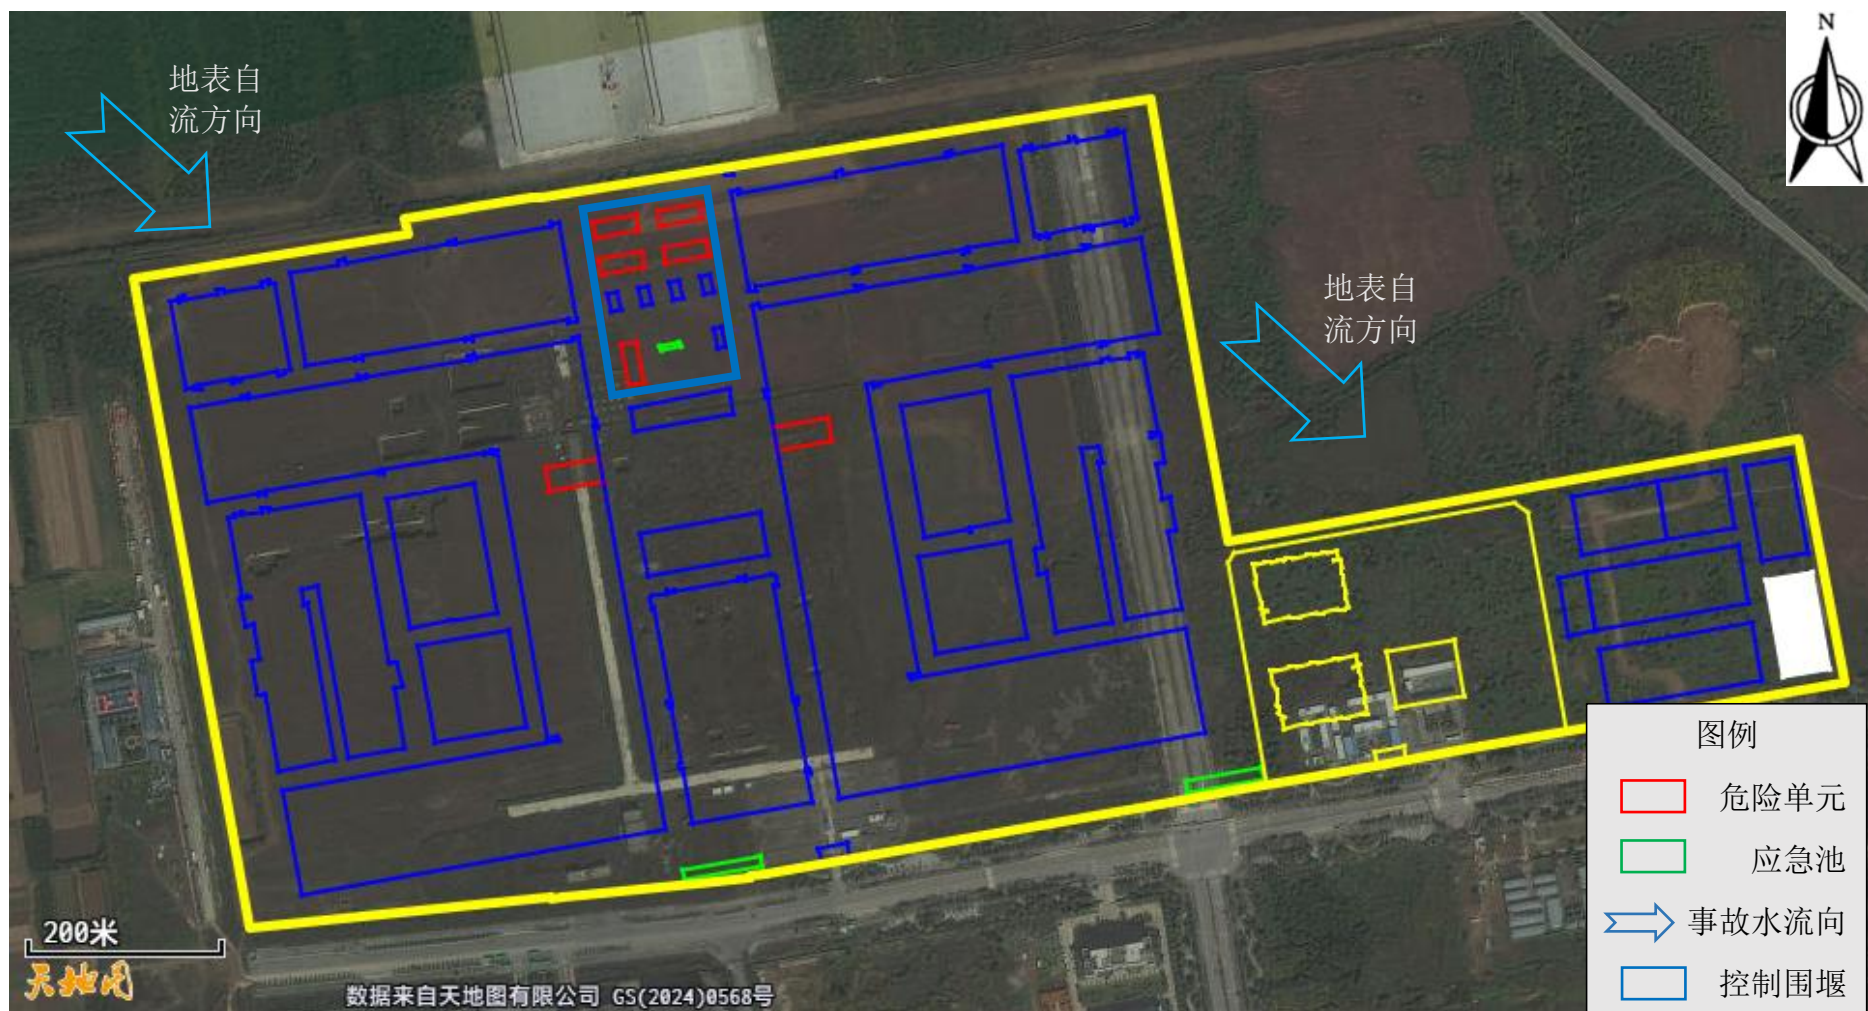 地表自
流方向
N
地表自
流方向
图例
危险单元
应急池
事故水流向
控制围堰
200米
天地图
数据来自天地图有限公司 GS(2024)0568号